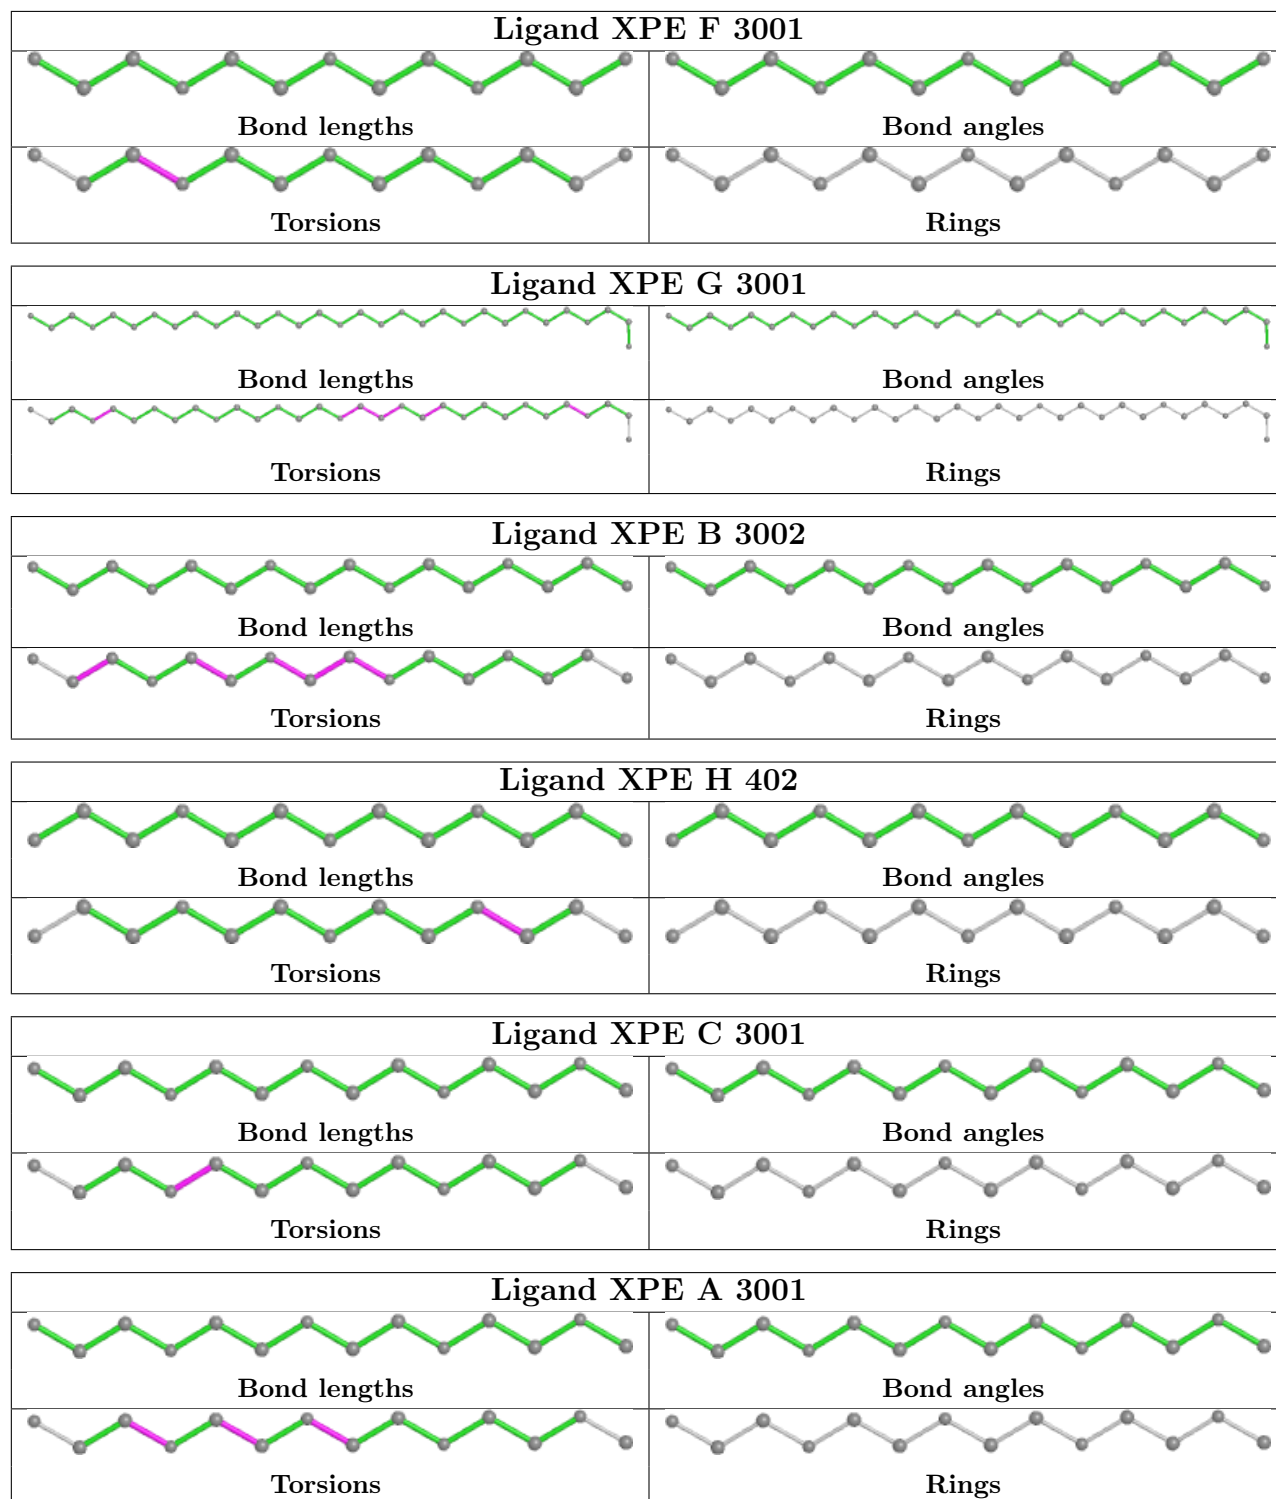 Ligand XPE F 3001
Bond lengths Bond angles
Torsions Rings
Ligand XPE G 3001
Bond lengths Bond angles
Torsions Rings
Ligand XPE B 3002
Bond lengths Bond angles
Torsions Rings
Ligand XPE H 402
Bond lengths Bond angles
Torsions Rings
Ligand XPE C 3001
Bond lengths Bond angles
Torsions Rings
Ligand XPE A 3001
Bond lengths Bond angles
Torsions Rings